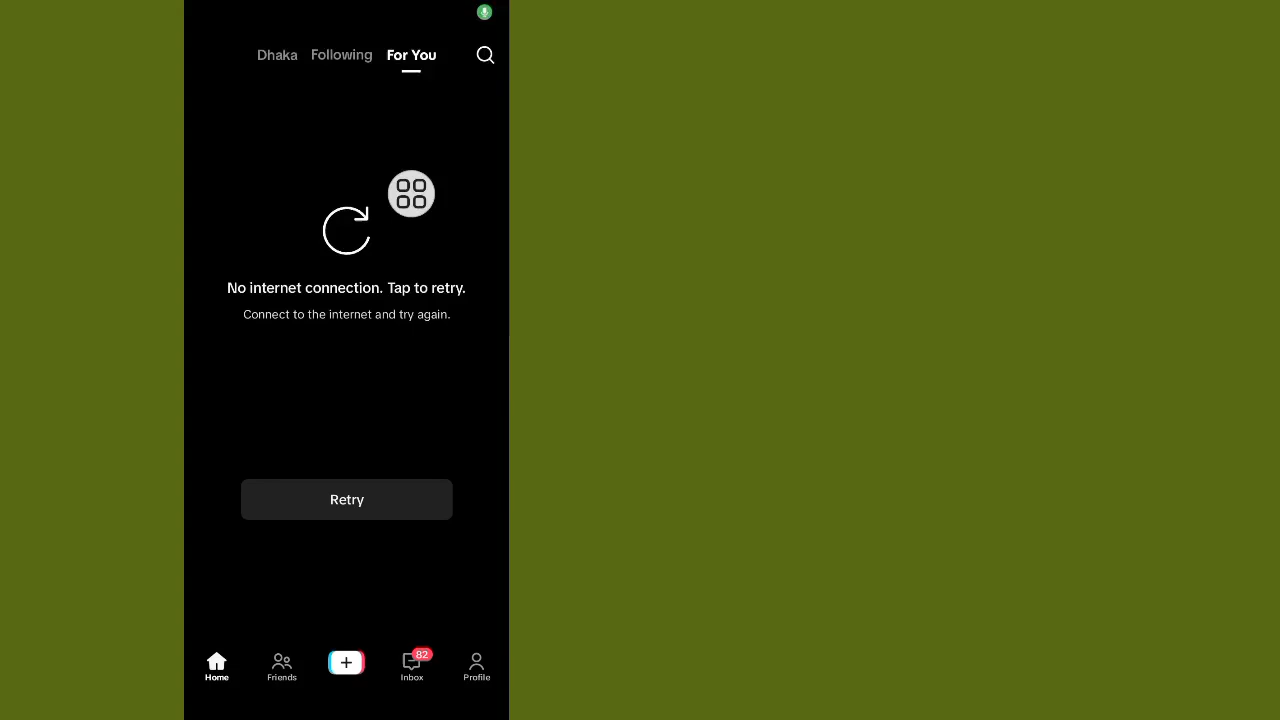 Dhaka Following For You
No internet connection. Tap to retry.
Connect to the internet and try again.
Retry
82
Home Friends Inbox Profile